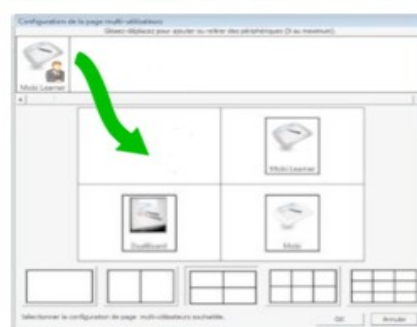 Configuration de la page multi-utilisateurs
Glissez-déplacez pour ajouter ou retirer des périphériques (9 au maximum).
Mobi Learner
Mobi Learner
DualBoard
Mobi
Sélectionner la configuration de page multi-utilisateurs souhaitée.
OK
Annuler